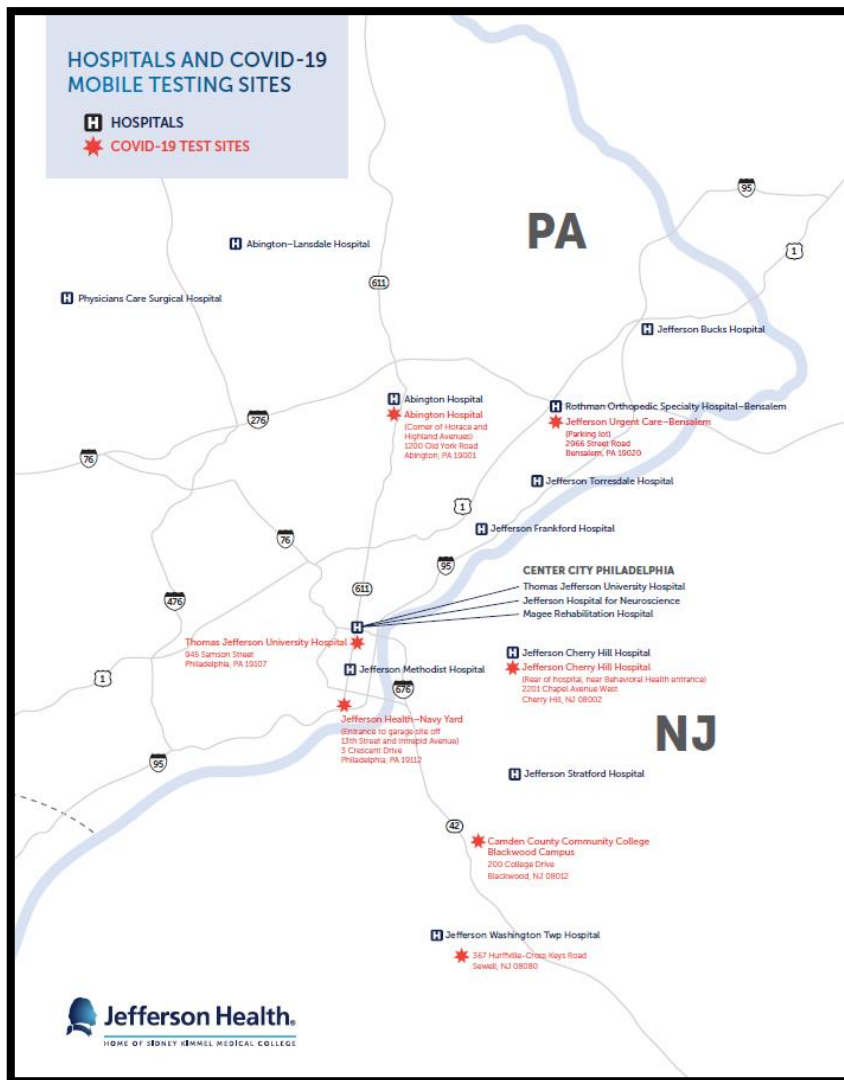 HOSPITALS AND COVID-19
MOBILE TESTING SITES
H HOSPITALS
COVID-19 TEST SITES
95
PA
1
H Abington–Lansdale Hospital
611
H Physicians Care Surgical Hospital
H Jefferson Bucks Hospital
H Abington Hospital
Abington Hospital
(Corner of Horace and
Highland Avenues)
1200 Old York Road
Abington, PA 19001
H Rothman Orthopedic Specialty Hospital–Bensalem
Jefferson Urgent Care–Bensalem
(Parking lot)
2966 Street Road
Bensalem, PA 19020
276
76
H Jefferson Torresdale Hospital
1
H Jefferson Frankford Hospital
76
95
CENTER CITY PHILADELPHIA
Thomas Jefferson University Hospital
Jefferson Hospital for Neuroscience
Magee Rehabilitation Hospital
611
476
H
Thomas Jefferson University Hospital
945 Samson Street
Philadelphia, PA 19107
H Jefferson Cherry Hill Hospital
Jefferson Cherry Hill Hospital
(Rear of hospital, near Behavioral Health entrance)
2201 Chapel Avenue West
Cherry Hill, NJ 08002
H Jefferson Methodist Hospital
1
676
Jefferson Health–Navy Yard
(Entrance to garage site off
13th Street and Intrepid Avenue)
3 Crescent Drive
Philadelphia, PA 19112
NJ
95
H Jefferson Stratford Hospital
42
Camden County Community College
Blackwood Campus
200 College Drive
Blackwood, NJ 08012
H Jefferson Washington Twp Hospital
367 Hurffville-Cross Keys Road
Sewell, NJ 08080
Jefferson Health®
HOME OF SIDNEY KIMMEL MEDICAL COLLEGE